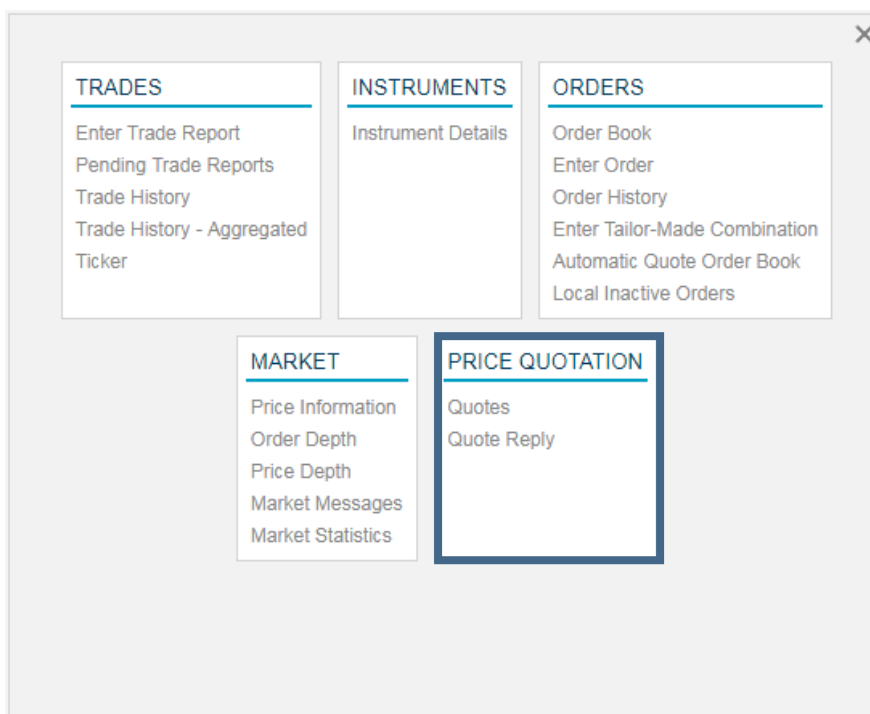 TRADES
Enter Trade Report
Pending Trade Reports
Trade History
Trade History - Aggregated
Ticker
INSTRUMENTS
Instrument Details
ORDERS
Order Book
Enter Order
Order History
Enter Tailor-Made Combination
Automatic Quote Order Book
Local Inactive Orders
MARKET
Price Information
Order Depth
Price Depth
Market Messages
Market Statistics
PRICE QUOTATION
Quotes
Quote Reply